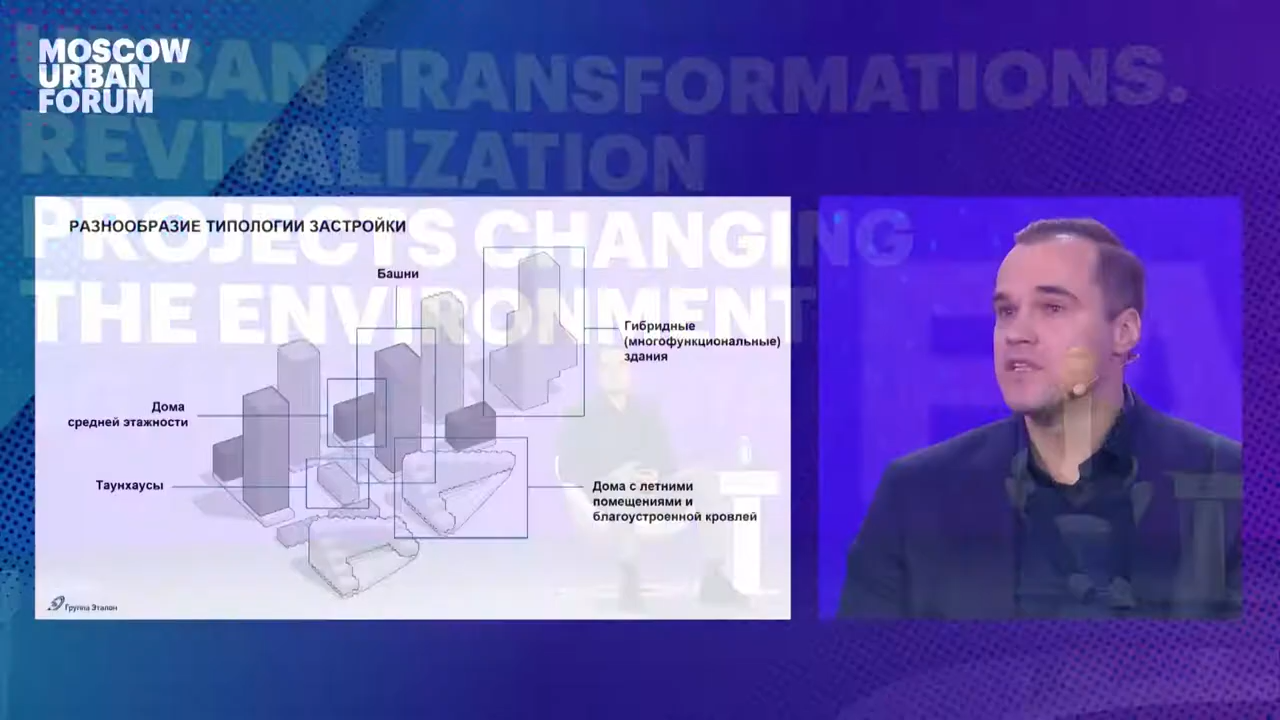 MOSCOW
URBAN
FORUM
URBAN TRANSFORMATIONS.
REVITALIZATION
PROJECTS CHANGING
THE ENVIRONMENT
РАЗНООБРАЗИЕ ТИПОЛОГИИ ЗАСТРОЙКИ
Башни
Гибридные
(многофункциональные)
здания
Дома
средней этажности
Таунхаусы
Дома с летними
помещениями и
благоустроенной кровлей
Группа Эталон